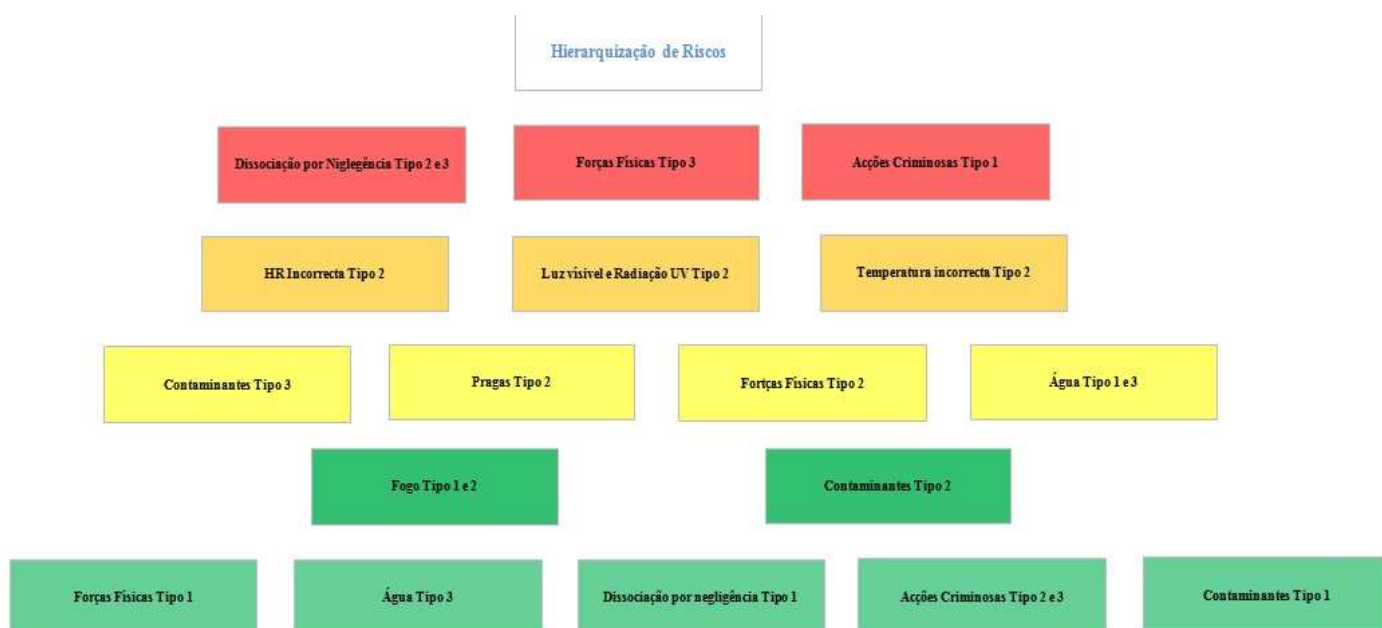 Hierarquização de Riscos
Dissociação por Niglegência Tipo 2 e 3
Forças Físicas Tipo 3
Acções Criminosas Tipo 1
HR Incorrecta Tipo 2
Luz vísivel e Radiação UV Tipo 2
Temperatura incorrecta Tipo 2
Contaminantes Tipo 3
Pragas Tipo 2
Fortças Físicas Tipo 2
Água Tipo 1 e 3
Fogo Tipo 1 e 2
Contaminantes Tipo 2
Forças Físicas Tipo 1
Água Tipo 3
Dissociação por negligência Tipo 1
Acções Criminosas Tipo 2 e 3
Contaminantes Tipo 1